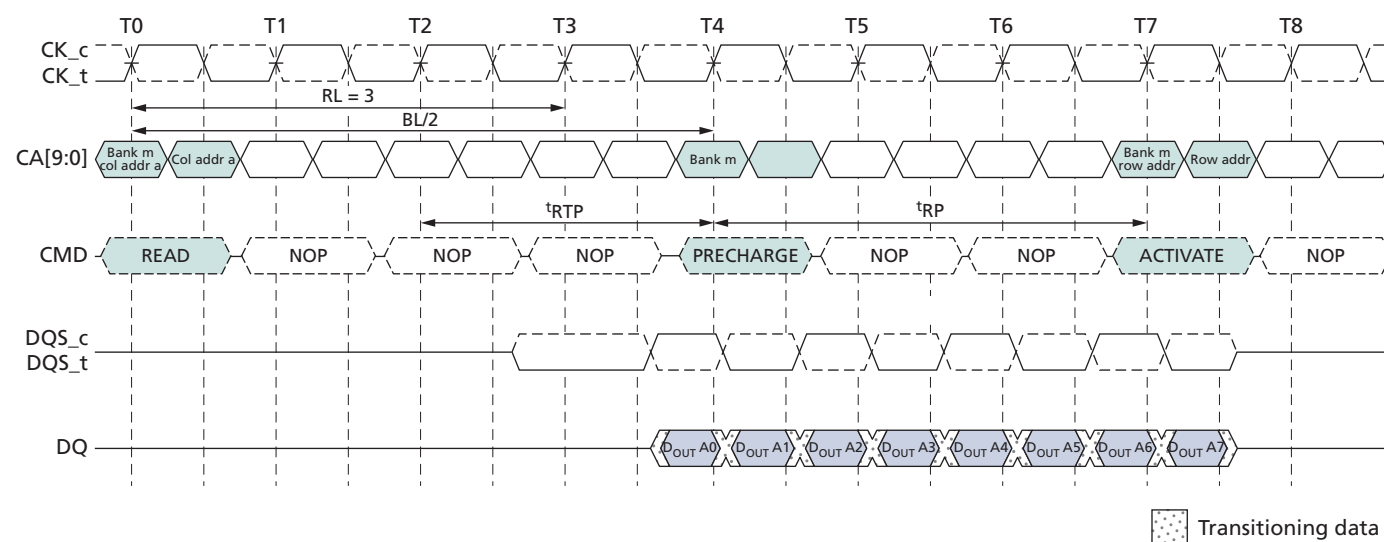 T0 T1 T2 T3 T4 T5 T6 T7 T8
CK_c
CK_t
RL = 3
BL/2
CA[9:0]
Bank m
col addr a
Col addr a
Bank m
Bank m
row addr
Row addr
tRTP
tRP
CMD READ NOP NOP NOP PRECHARGE NOP NOP ACTIVATE NOP
DQS_c
DQS_t
DQ DOUT A0 DOUT A1 DOUT A2 DOUT A3 DOUT A4 DOUT A5 DOUT A6 DOUT A7
Transitioning data